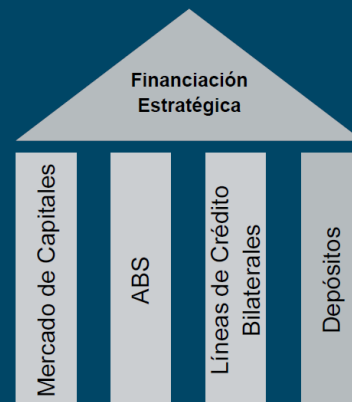 Financiación
Estratégica
Mercado de Capitales
ABS
Líneas de Crédito
Bilaterales
Depósitos